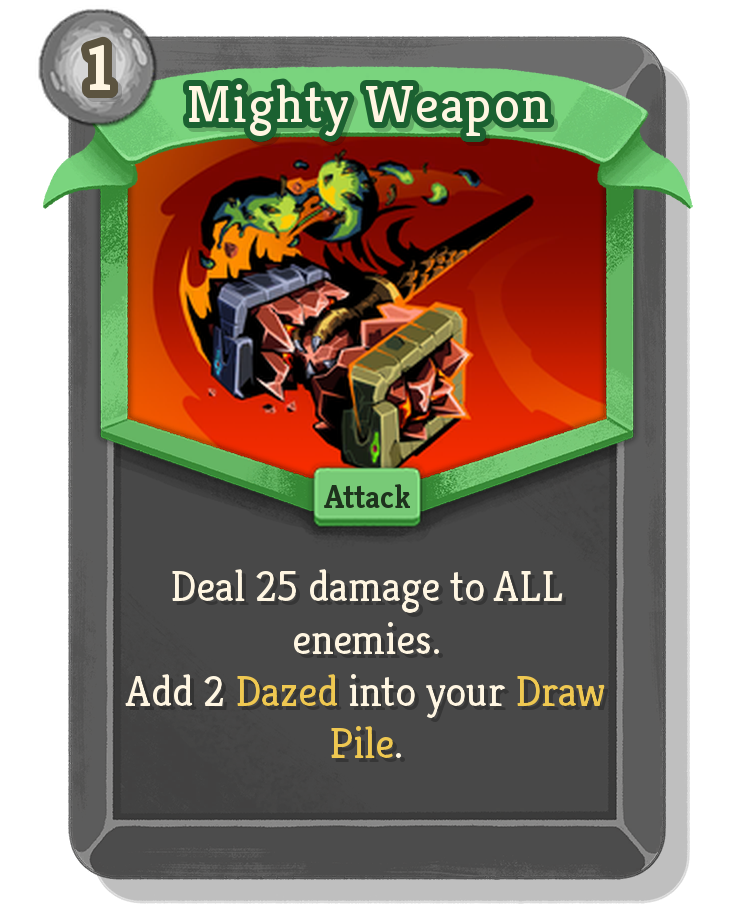 1
Mighty Weapon
Attack
Deal 25 damage to ALL
enemies.
Add 2 Dazed into your Draw
Pile.